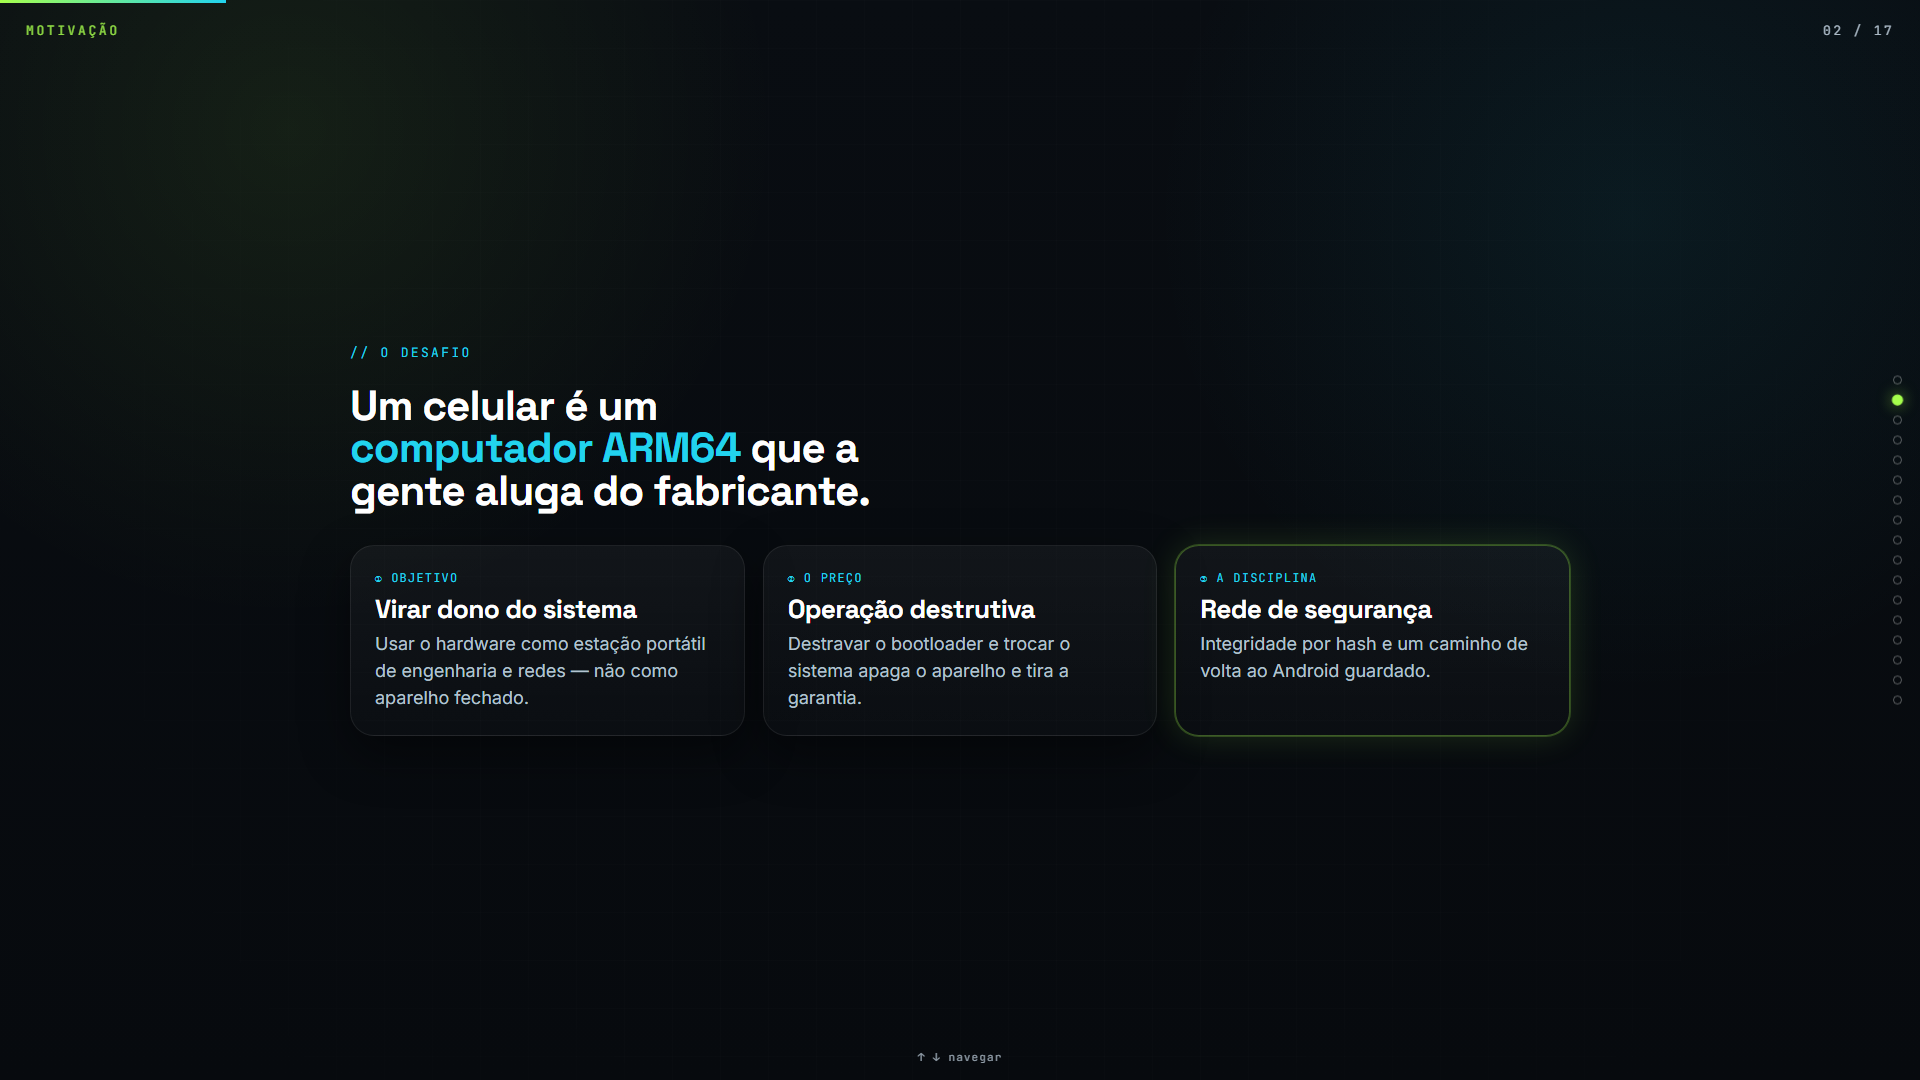 MOTIVAÇÃO
02 / 17
// O DESAFIO
Um celular é um
computador ARM64 que a
gente aluga do fabricante.
OBJETIVO
Virar dono do sistema
Usar o hardware como estação portátil
de engenharia e redes — não como
aparelho fechado.
O PREÇO
Operação destrutiva
Destravar o bootloader e trocar o
sistema apaga o aparelho e tira a
garantia.
A DISCIPLINA
Rede de segurança
Integridade por hash e um caminho de
volta ao Android guardado.
↑ ↓ navegar